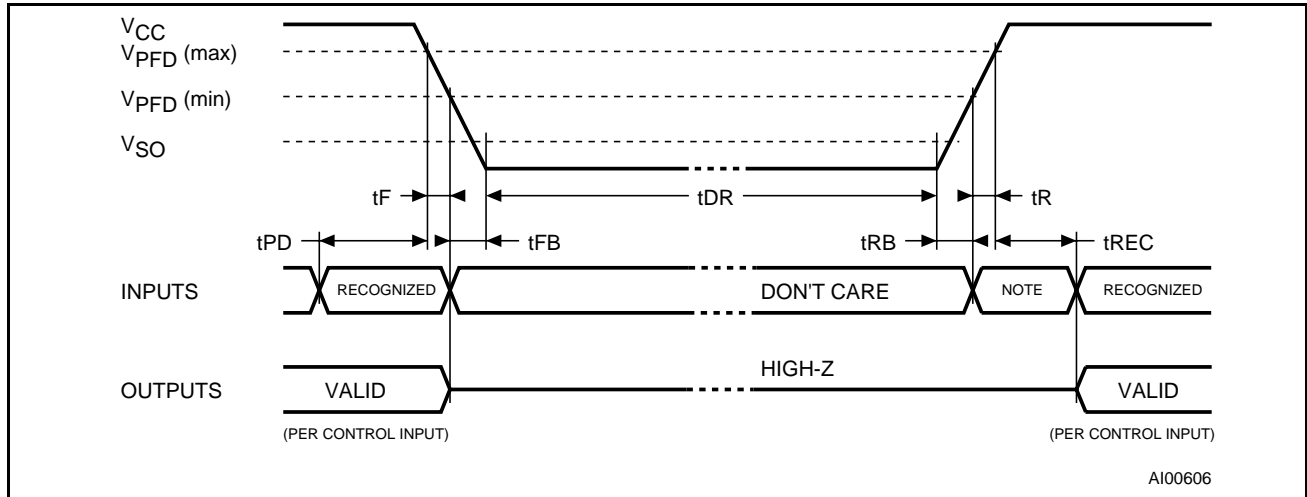 VCC
VPFD (max)
VPFD (min)
VSO
tF
tDR
tR
tPD
tFB
tRB
tREC
INPUTS
RECOGNIZED
DON'T CARE
NOTE
RECOGNIZED
HIGH-Z
OUTPUTS
VALID
VALID
(PER CONTROL INPUT)
(PER CONTROL INPUT)
AI00606